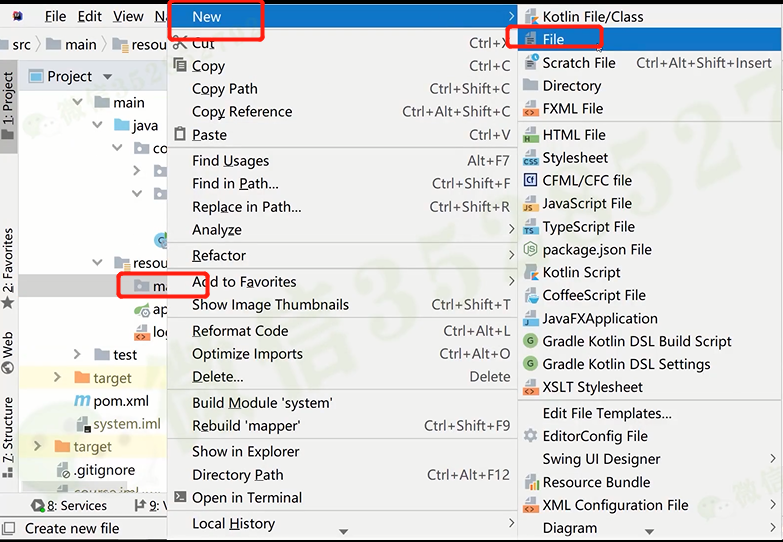 File Edit View
src main
1: Project
Project
main
java
resou
ma
test
target
pom.xml
system.iml
target
.gitignore
2: Favorites
Web
7: Structure
8: Services
9:
Create new file
New
Cut Ctrl+X
Copy Ctrl+C
Copy Path Ctrl+Shift+C
Copy Reference Ctrl+Alt+Shift+C
Paste Ctrl+V
Find Usages Alt+F7
Find in Path... Ctrl+Shift+F
Replace in Path... Ctrl+Shift+R
Analyze
Refactor
Add to Favorites
Show Image Thumbnails Ctrl+Shift+T
Reformat Code Ctrl+Alt+L
Optimize Imports Ctrl+Alt+O
Delete... Delete
Build Module 'system'
Rebuild 'mapper' Ctrl+Shift+F9
Show in Explorer
Directory Path Ctrl+Alt+F12
Open in Terminal
Local History
Kotlin File/Class
File
Scratch File Ctrl+Alt+Shift+Insert
Directory
FXML File
HTML File
Stylesheet
CFML/CFC file
JavaScript File
TypeScript File
package.json File
Kotlin Script
CoffeeScript File
JavaFXApplication
Gradle Kotlin DSL Build Script
Gradle Kotlin DSL Settings
XSLT Stylesheet
Edit File Templates...
EditorConfig File
Swing UI Designer
Resource Bundle
XML Configuration File
Diagram